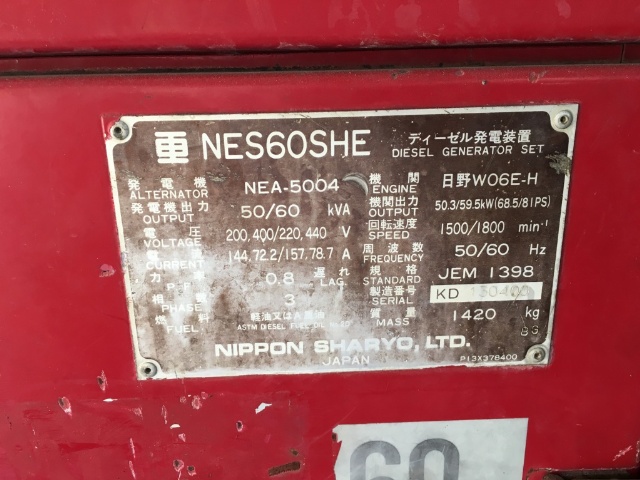 NES60SHE ディーゼル発電装置
DIESEL GENERATOR SET
発電機 NEA-5004
ALTERNATOR
機関 日野W06E-H
ENGINE
発電機出力 50/60 kVA
OUTPUT
機関出力 50.3/59.5kW(68.5/81PS)
OUTPUT
電圧 200,400/220,440 V
VOLTAGE
回転速度 1500/1800 min⁻¹
SPEED
電流 144,72.2/157.78.7 A
CURRENT
周波数 50/60 Hz
FREQUENCY
力率 0.8 遅れ
P.F. LAG.
規格 JEM 1398
STANDARD
相数 3
PHASE
製造番号 KD
SERIAL
燃料 軽油又はA重油
FUEL ASTM DIESEL FUEL OIL
質量 1420 kg
MASS
NIPPON SHARYO, LTD.
JAPAN
P13X378400
60